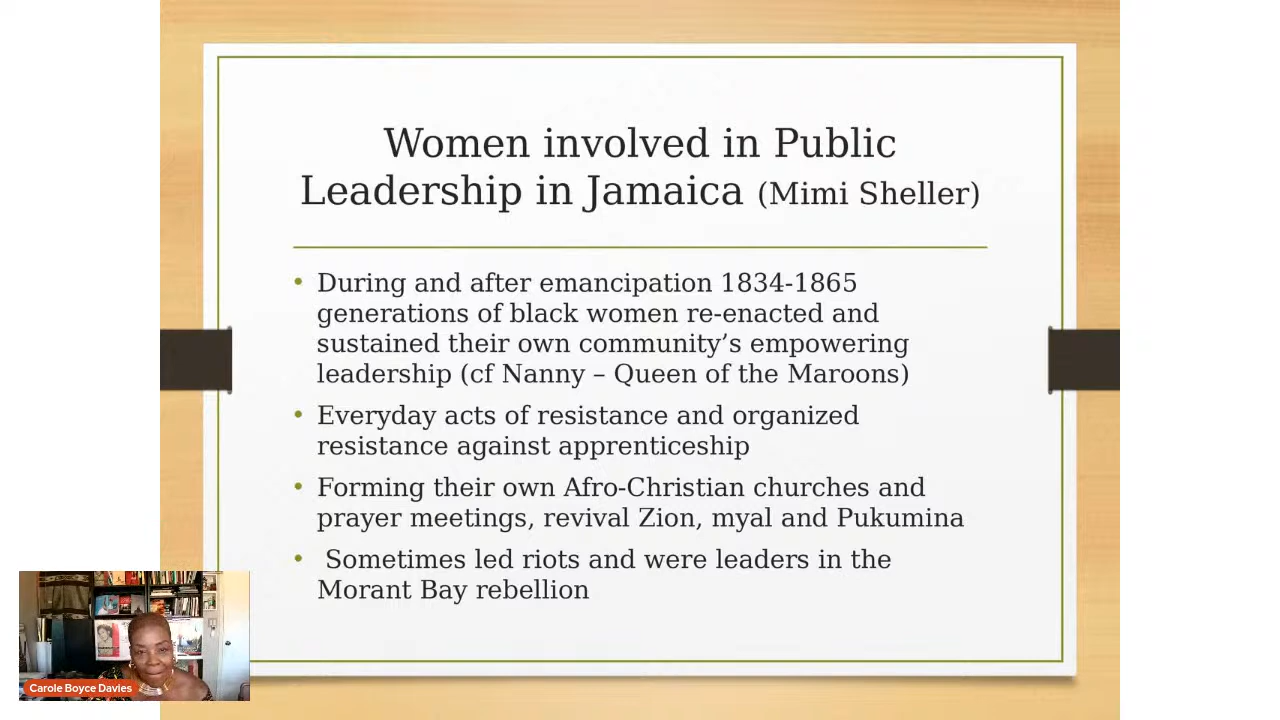 Women involved in Public
Leadership in Jamaica (Mimi Sheller)
• During and after emancipation 1834-1865
generations of black women re-enacted and
sustained their own community’s empowering
leadership (cf Nanny – Queen of the Maroons)
• Everyday acts of resistance and organized
resistance against apprenticeship
• Forming their own Afro-Christian churches and
prayer meetings, revival Zion, myal and Pukumina
• Sometimes led riots and were leaders in the
Morant Bay rebellion
Carole Boyce Davies